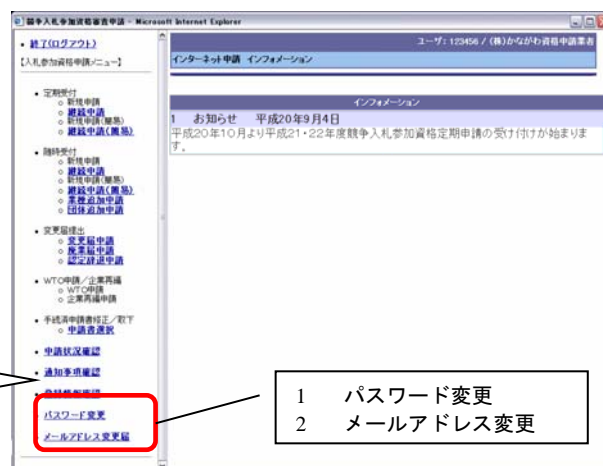 競争入札参加資格審査申請 - Microsoft Internet Explorer
ユーザ: 123456 / (株)かながわ資格申請業者
・ 終了(ログアウト)
【入札参加資格申請メニュー】
インターネット申請 インフォメーション
インフォメーション
1 お知らせ 平成20年9月4日
平成20年10月より平成21・22年度競争入札参加資格定期申請の受け付けが始まりま
す。
・ 定期受付
○ 新規申請
○ 継続申請
○ 新規申請(簡易)
○ 継続申請(簡易)
・ 随時受付
○ 新規申請
○ 継続申請
○ 新規申請(簡易)
○ 継続申請(簡易)
○ 業種追加申請
○ 団体追加申請
・ 変更届提出
○ 変更届申請
○ 廃業届申請
○ 認定辞退申請
・ WTO申請/企業再編
○ WTO申請
○ 企業再編申請
・ 手続済申請書修正/取下
○ 申請書選択
・ 申請状況確認
・ 通知事項確認
パスワード変更
・ メールアドレス変更届
1 パスワード変更
2 メールアドレス変更